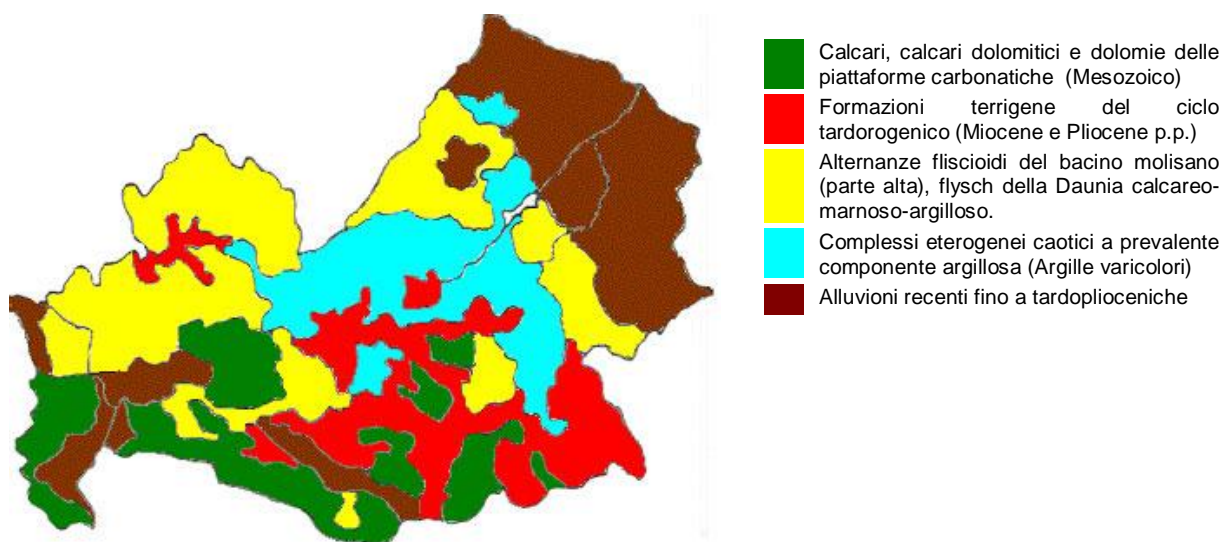 Calcari, calcari dolomitici e dolomie delle
piattaforme carbonatiche (Mesozoico)
Formazioni terrigene del ciclo
tardorogenico (Miocene e Pliocene p.p.)
Alternanze fliscioidi del bacino molisano
(parte alta), flysch della Daunia calcareo-
marnoso-argilloso.
Complessi eterogenei caotici a prevalente
componente argillosa (Argille varicolori)
Alluvioni recenti fino a tardoplioceniche